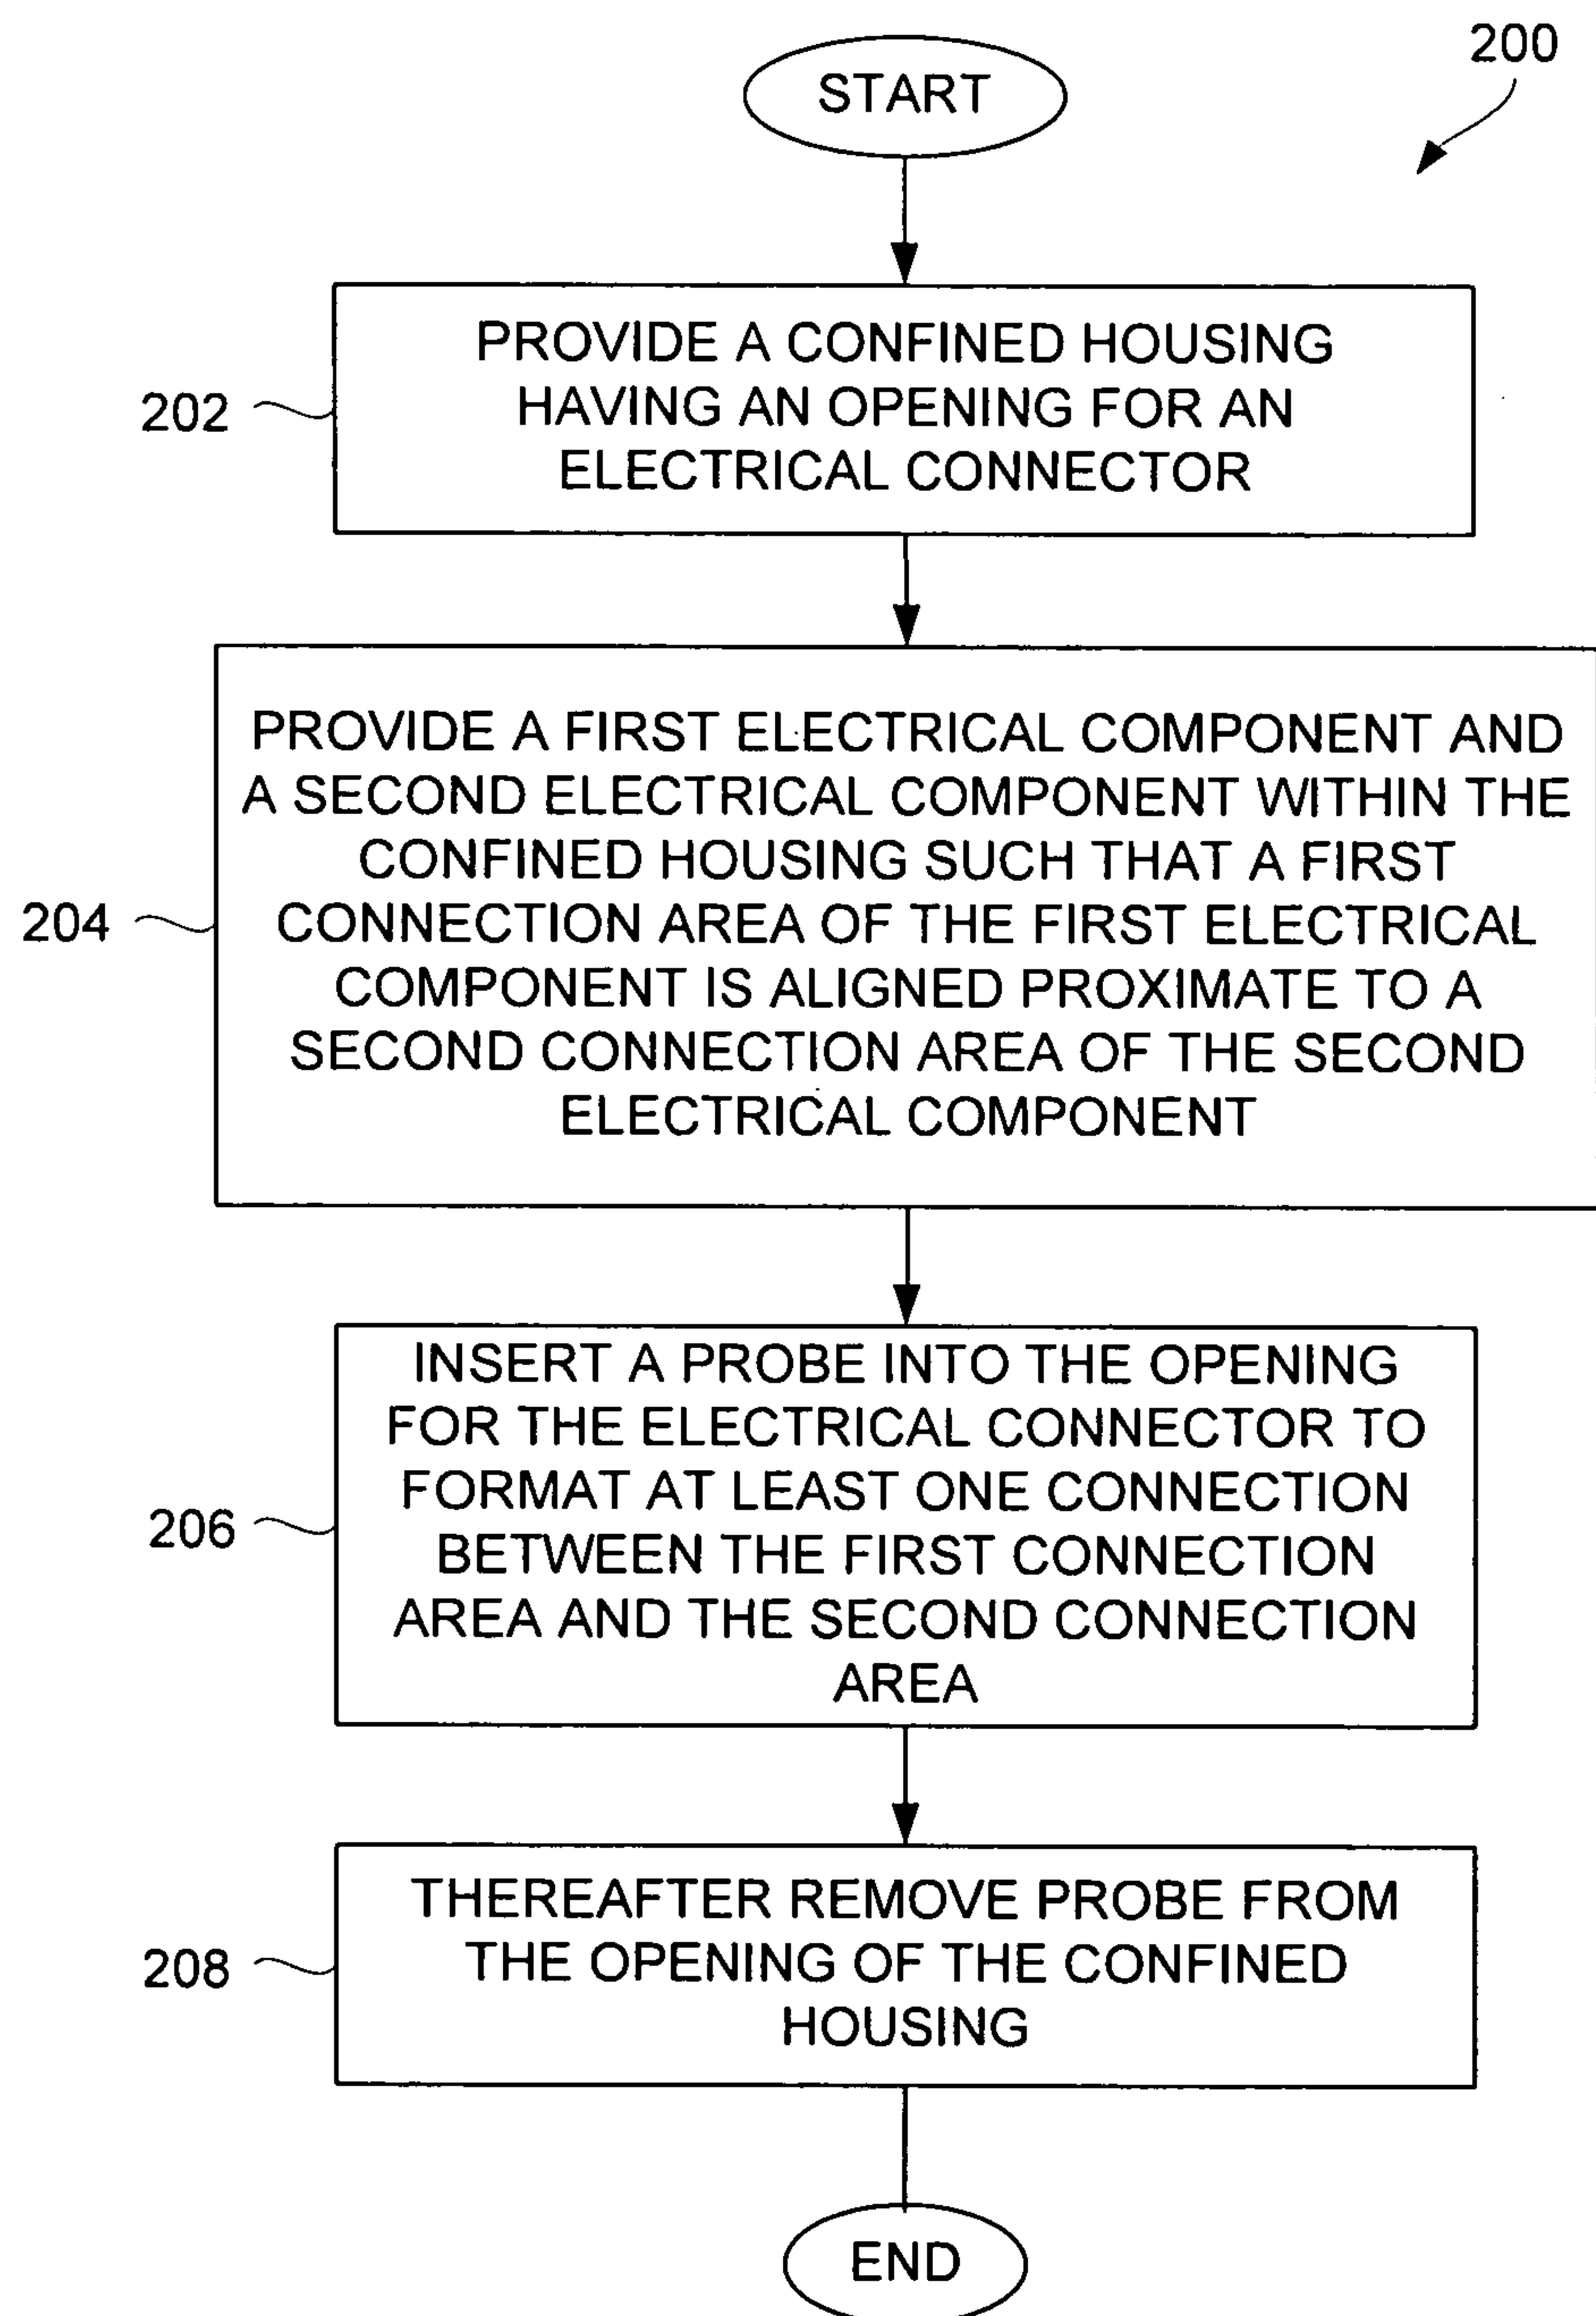 200
START
202
PROVIDE A CONFINED HOUSING
HAVING AN OPENING FOR AN
ELECTRICAL CONNECTOR
204
PROVIDE A FIRST ELECTRICAL COMPONENT AND
A SECOND ELECTRICAL COMPONENT WITHIN THE
CONFINED HOUSING SUCH THAT A FIRST
CONNECTION AREA OF THE FIRST ELECTRICAL
COMPONENT IS ALIGNED PROXIMATE TO A
SECOND CONNECTION AREA OF THE SECOND
ELECTRICAL COMPONENT
206
INSERT A PROBE INTO THE OPENING
FOR THE ELECTRICAL CONNECTOR TO
FORMAT AT LEAST ONE CONNECTION
BETWEEN THE FIRST CONNECTION
AREA AND THE SECOND CONNECTION
AREA
208
THEREAFTER REMOVE PROBE FROM
THE OPENING OF THE CONFINED
HOUSING
END